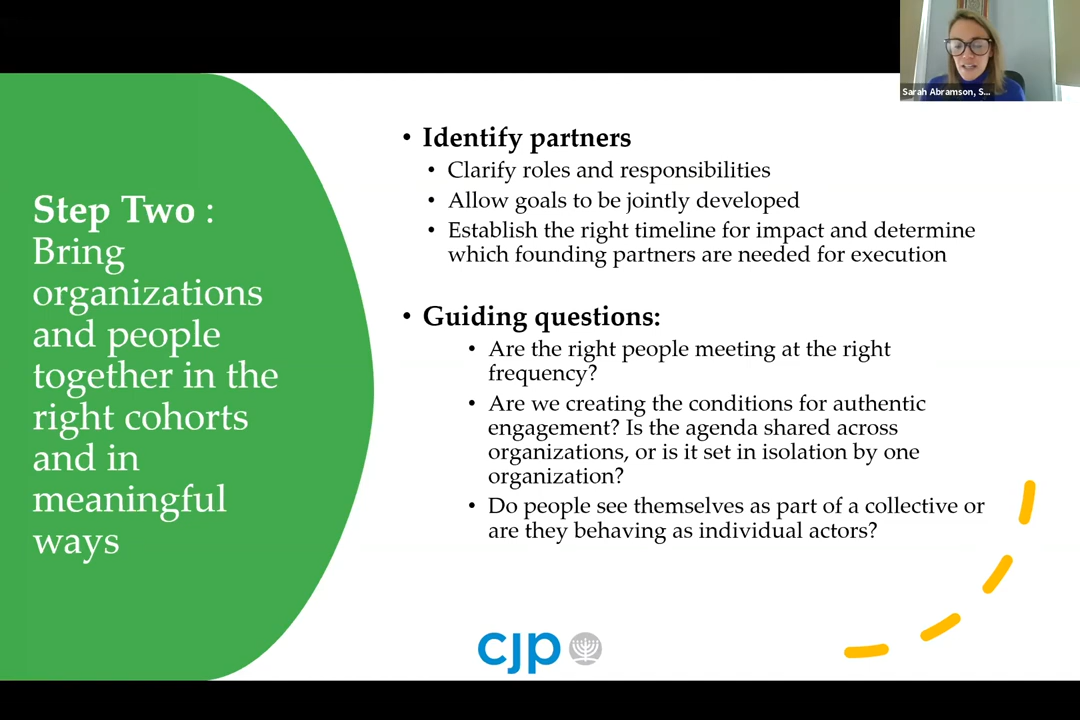 Sarah Abramson, S...
Step Two :
Bring
organizations
and people
together in the
right cohorts
and in
meaningful
ways
• Identify partners
• Clarify roles and responsibilities
• Allow goals to be jointly developed
• Establish the right timeline for impact and determine
which founding partners are needed for execution
• Guiding questions:
• Are the right people meeting at the right
frequency?
• Are we creating the conditions for authentic
engagement? Is the agenda shared across
organizations, or is it set in isolation by one
organization?
• Do people see themselves as part of a collective or
are they behaving as individual actors?
cjp